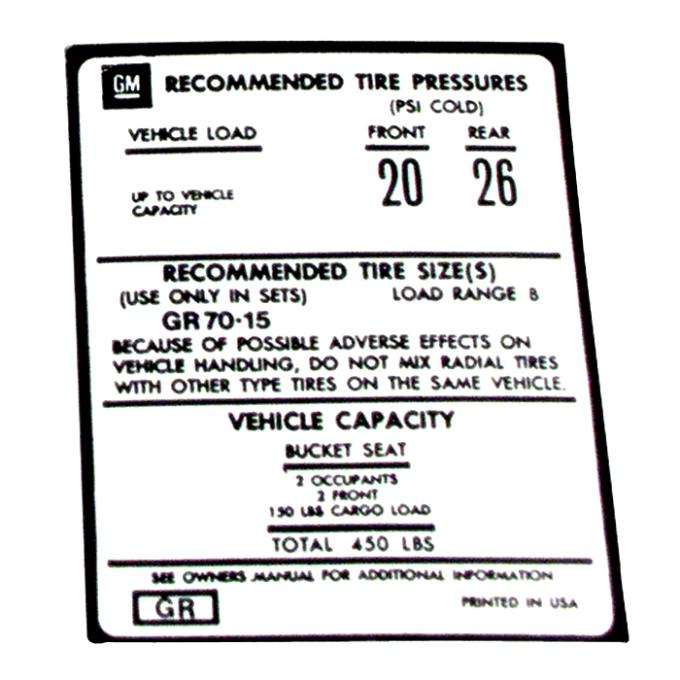 GM RECOMMENDED TIRE PRESSURES
(PSI COLD)
VEHICLE LOAD FRONT REAR
UP TO VEHICLE CAPACITY 20 26
RECOMMENDED TIRE SIZE(S)
(USE ONLY IN SETS) LOAD RANGE B
GR70-15
BECAUSE OF POSSIBLE ADVERSE EFFECTS ON
VEHICLE HANDLING, DO NOT MIX RADIAL TIRES
WITH OTHER TYPE TIRES ON THE SAME VEHICLE.
VEHICLE CAPACITY
BUCKET SEAT
2 OCCUPANTS
2 FRONT
150 LBS CARGO LOAD
TOTAL 450 LBS
SEE OWNERS MANUAL FOR ADDITIONAL INFORMATION
GR PRINTED IN USA